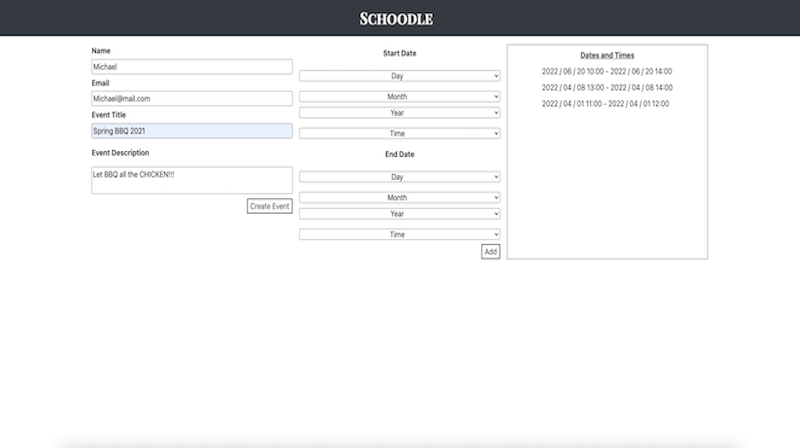 SCHOODLE
Name
Michael
Email
Michael@mail.com
Event Title
Spring BBQ 2021
Event Description
Let BBQ all the CHICKEN!!!
Create Event
Start Date
Day
Month
Year
Time
End Date
Day
Month
Year
Time
Add
Dates and Times
2022 / 06 / 20 10:00 - 2022 / 06 / 20 14:00
2022 / 04 / 08 13:00 - 2022 / 04 / 08 14:00
2022 / 04 / 01 11:00 - 2022 / 04 / 01 12:00